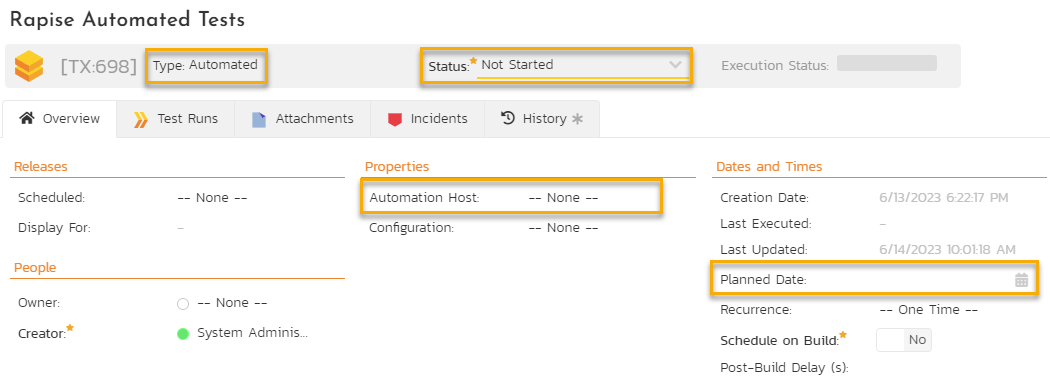 Rapise Automated Tests
[TX:698] Type: Automated Status:* Not Started Execution Status:
Overview Test Runs Attachments Incidents History
Releases
Scheduled: -- None --
Display For: -
People
Owner: -- None --
Creator:* System Adminis...
Properties
Automation Host: -- None --
Configuration: -- None --
Dates and Times
Creation Date: 6/13/2023 6:22:17 PM
Last Executed: -
Last Updated: 6/14/2023 10:01:18 AM
Planned Date:
Recurrence: -- One Time --
Schedule on Build:* No
Post-Build Delay (s):